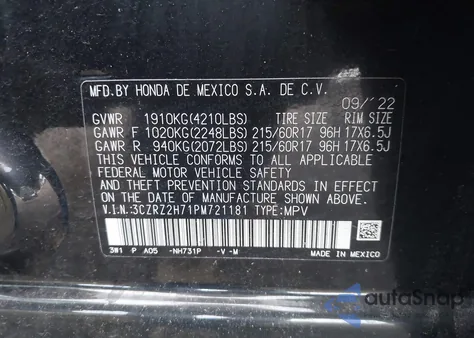 MFD.BY HONDA DE MEXICO S.A. DE C.V.
09/'22
GVWR 1910KG(4210LBS) TIRE SIZE RIM SIZE
GAWR F 1020KG(2248LBS) 215/60R17 96H 17X6.5J
GAWR R 940KG(2072LBS) 215/60R17 96H 17X6.5J
THIS VEHICLE CONFORMS TO ALL APPLICABLE
FEDERAL MOTOR VEHICLE SAFETY
AND THEFT PREVENTION STANDARDS IN EFFECT
ON THE DATE OF MANUFACTURE SHOWN ABOVE.
V.I.N:3CZRZ2H71PM721181 TYPE:MPV
3W1 P A05 -NH731P -V -M MADE IN MEXICO
autoSnap